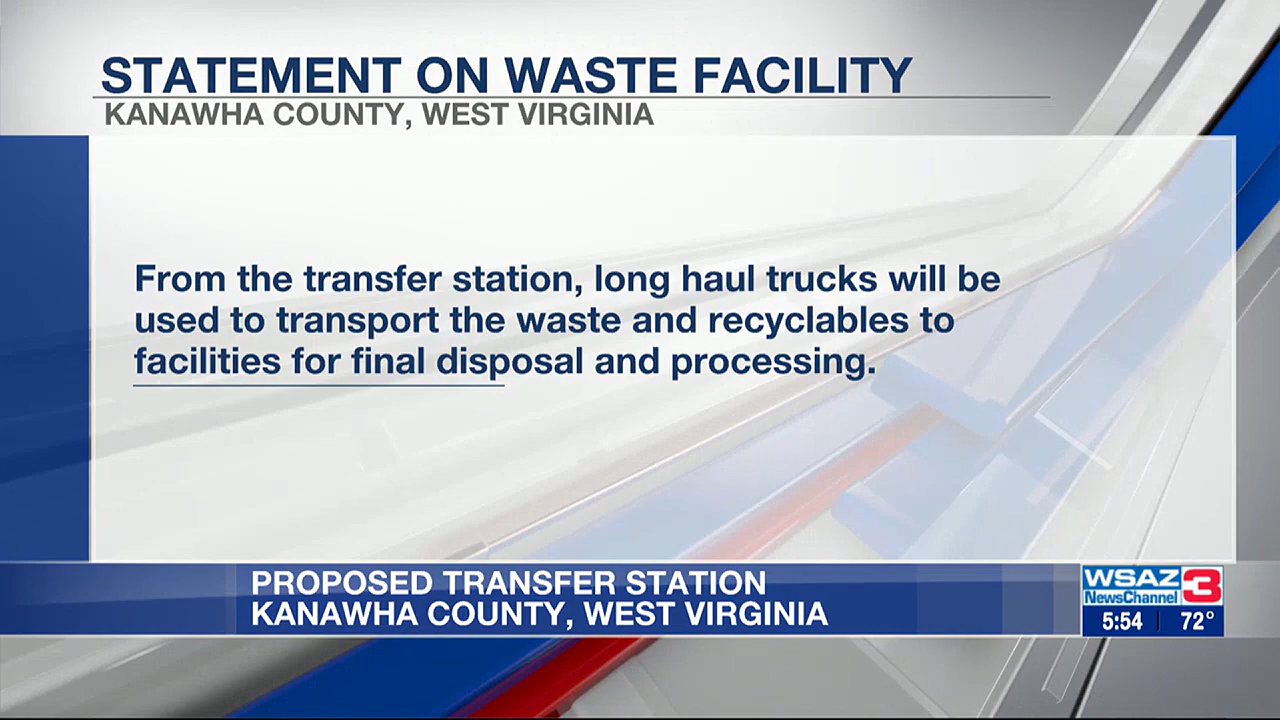 STATEMENT ON WASTE FACILITY
KANAWHA COUNTY, WEST VIRGINIA
From the transfer station, long haul trucks will be
used to transport the waste and recyclables to
facilities for final disposal and processing.
PROPOSED TRANSFER STATION
KANAWHA COUNTY, WEST VIRGINIA
WSAZ 3
NewsChannel
5:54 72°